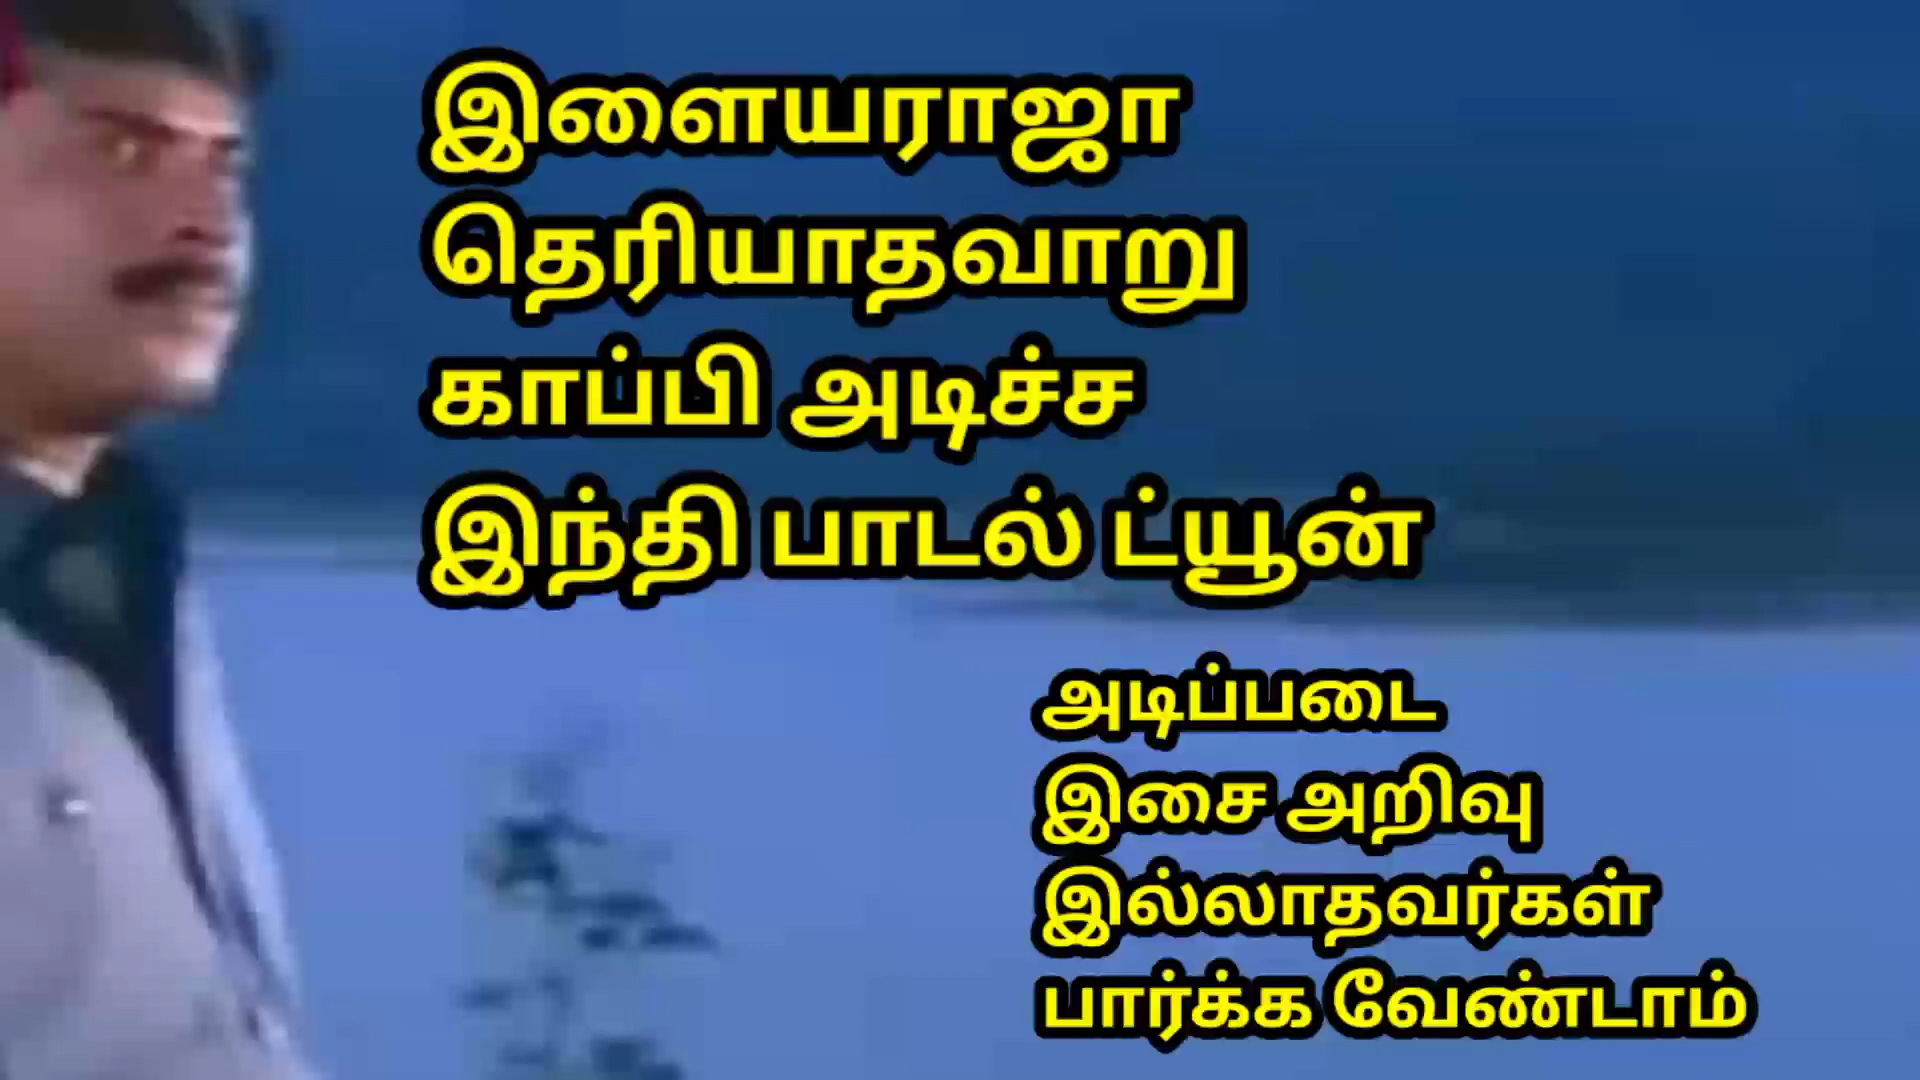 இளையராஜா
தெரியாதவாறு
காப்பி அடிச்ச
இந்தி பாடல் ட்யூன்
அடிப்படை
இசை அறிவு
இல்லாதவர்கள்
பார்க்க வேண்டாம்